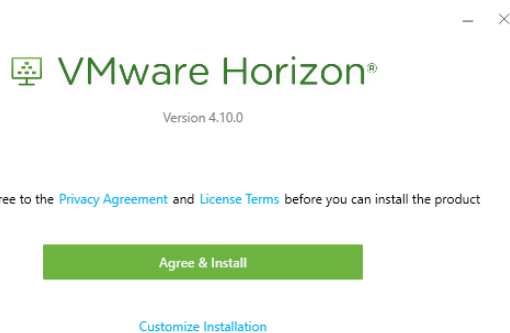 VMware Horizon®
Version 4.10.0
ree to the Privacy Agreement and License Terms before you can install the product
Agree & Install
Customize Installation